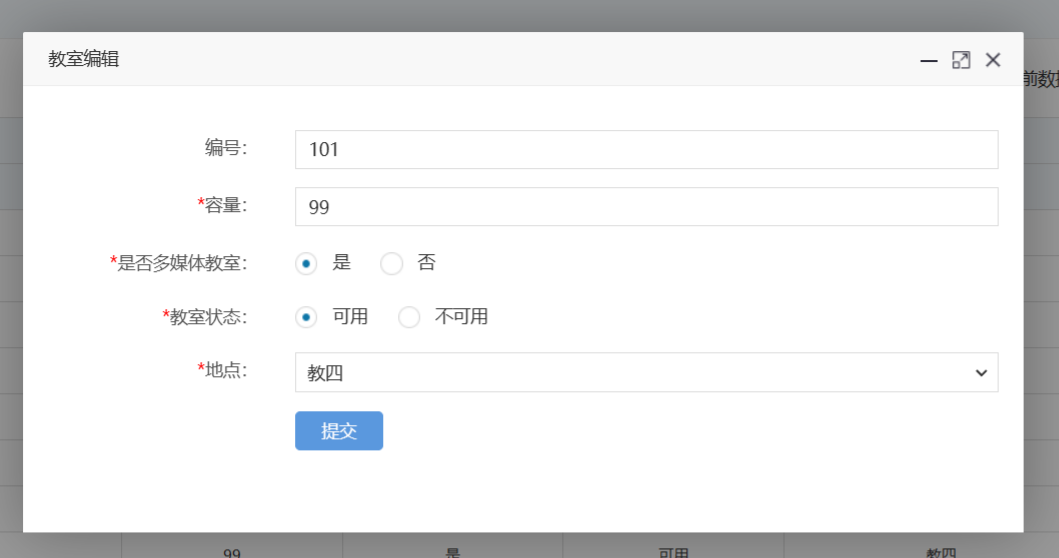 教室编辑
前数
编号：
101
*容量：
99
*是否多媒体教室：
是
否
*教室状态：
可用
不可用
*地点：
教四
提交
99
是
可用
教四